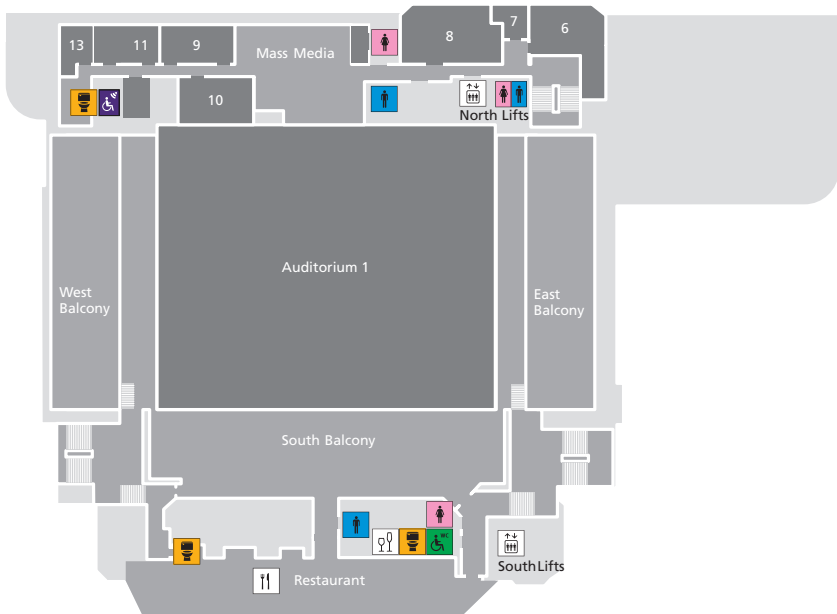 7
6
13
11
9
8
Mass Media
10
North Lifts
Auditorium 1
West
Balcony
East
Balcony
South Balcony
WC
South Lifts
Restaurant